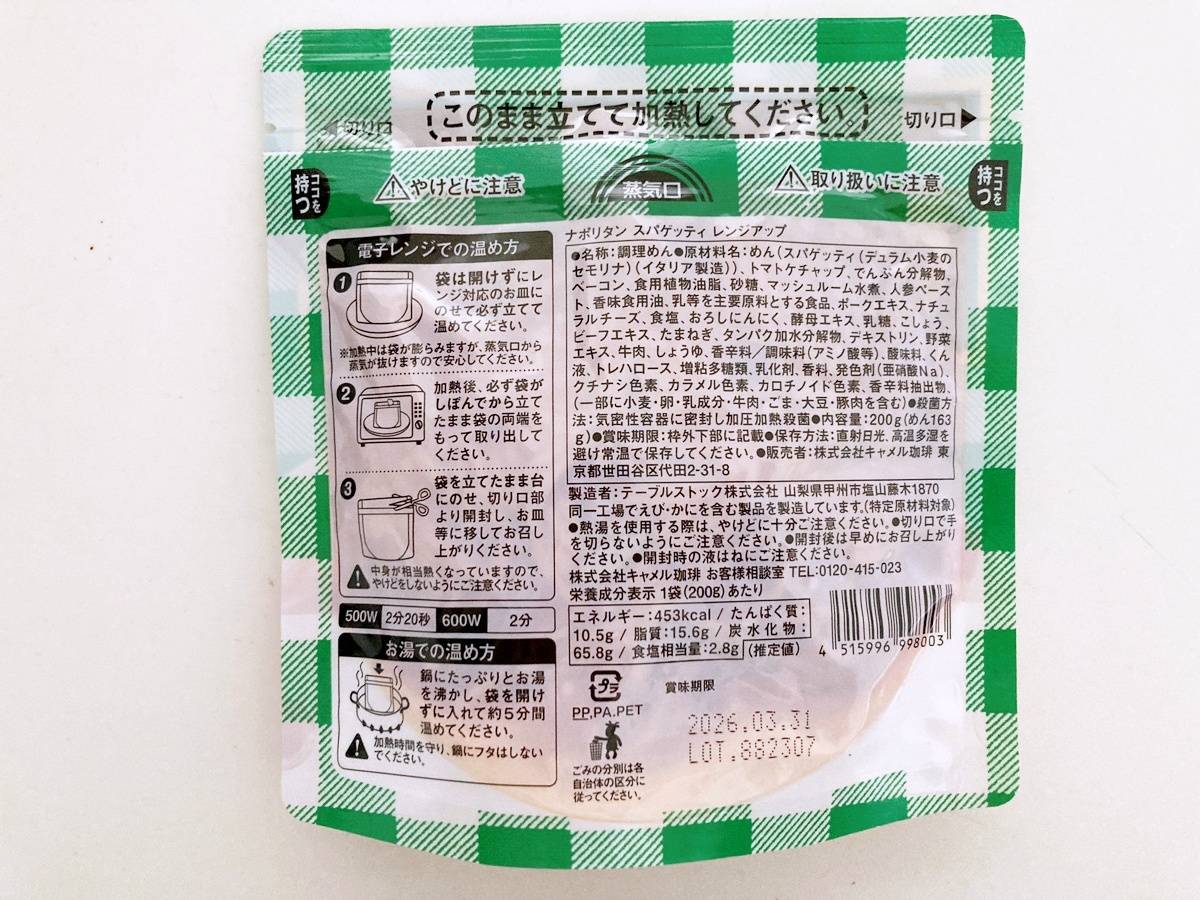 このまま立てて加熱してください。
◀切り口
切り口▶
ココを持つ
⚠やけどに注意
蒸気口
⚠取り扱いに注意
ココを持つ
電子レンジでの温め方
1
袋は開けずにレ
ンジ対応のお皿に
のせて必ず立てて
温めてください。
※加熱中は袋が膨らみますが、蒸気口から
蒸気が抜けますので安心してください。
2
加熱後、必ず袋が
しぼんでから立て
たまま袋の両端を
もって取り出して
ください。
3
袋を立てたまま台
にのせ、切り口部
より開封し、お皿
等に移してお召し
上がりください。
中身が相当熱くなっていますので、
やけどをしないようにご注意ください。
500W 2分20秒 600W 2分
お湯での温め方
鍋にたっぷりとお湯
を沸かし、袋を開け
ずに入れて約5分間
温めてください。
加熱時間を守り、鍋にフタはしない
でください。
ナポリタン スパゲッティ レンジアップ
●名称:調理めん●原材料名:めん(スパゲッティ(デュラム小麦の
セモリナ)(イタリア製造))、トマトケチャップ、でんぷん分解物、
ベーコン、食用植物油脂、砂糖、マッシュルーム水煮、人参ペース
ト、香味食用油、乳等を主要原料とする食品、ポークエキス、ナチュ
ラルチーズ、食塩、おろしにんにく、酵母エキス、乳糖、こしょう、
ビーフエキス、たまねぎ、タンパク加水分解物、デキストリン、野菜
エキス、牛肉、しょうゆ、香辛料/調味料(アミノ酸等)、酸味料、くん
液、トレハロース、増粘多糖類、乳化剤、香料、発色剤(亜硝酸Na)、
クチナシ色素、カラメル色素、カロチノイド色素、香辛料抽出物、
(一部に小麦・卵・乳成分・牛肉・ごま・大豆・豚肉を含む)●殺菌方
法:気密性容器に密封し加圧加熱殺菌●内容量:200g(めん163
g)●賞味期限:枠外下部に記載●保存方法:直射日光、高温多湿を
避け常温で保存してください。●販売者:株式会社キャメル珈琲 東
京都世田谷区代田2-31-8
製造者:テーブルストック株式会社 山梨県甲州市塩山藤木1870
同一工場でえび・かにを含む製品を製造しています。(特定原材料対象)
●熱湯を使用する際は、やけどに十分ご注意ください。●切り口で手
を切らないようにご注意ください。●開封後は早めにお召し上がり
ください。●開封時の液はねにご注意ください。
株式会社キャメル珈琲 お客様相談室 TEL:0120-415-023
栄養成分表示 1袋(200g)あたり
エネルギー:453kcal / たんぱく質:
10.5g / 脂質:15.6g / 炭水化物:
65.8g / 食塩相当量:2.8g (推定値)
4 515996 998003
プラ
PP,PA,PET
賞味期限
2026.03.31
LOT.882307
ごみの分別は各
自治体の区分に
従ってください。